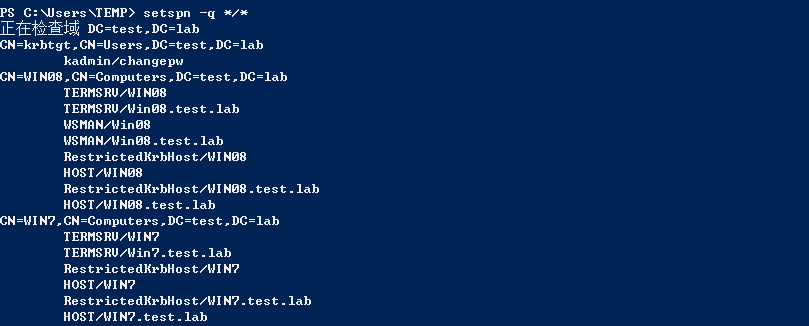 PS C:\Users\TEMP> setspn -q */*
正在检查域 DC=test,DC=lab
CN=krbtgt,CN=Users,DC=test,DC=lab
kadmin/changepw
CN=WIN08,CN=Computers,DC=test,DC=lab
TERMSRV/WIN08
TERMSRV/Win08.test.lab
WSMAN/Win08
WSMAN/Win08.test.lab
RestrictedKrbHost/WIN08
HOST/WIN08
RestrictedKrbHost/WIN08.test.lab
HOST/WIN08.test.lab
CN=WIN7,CN=Computers,DC=test,DC=lab
TERMSRV/WIN7
TERMSRV/Win7.test.lab
RestrictedKrbHost/WIN7
HOST/WIN7
RestrictedKrbHost/WIN7.test.lab
HOST/WIN7.test.lab